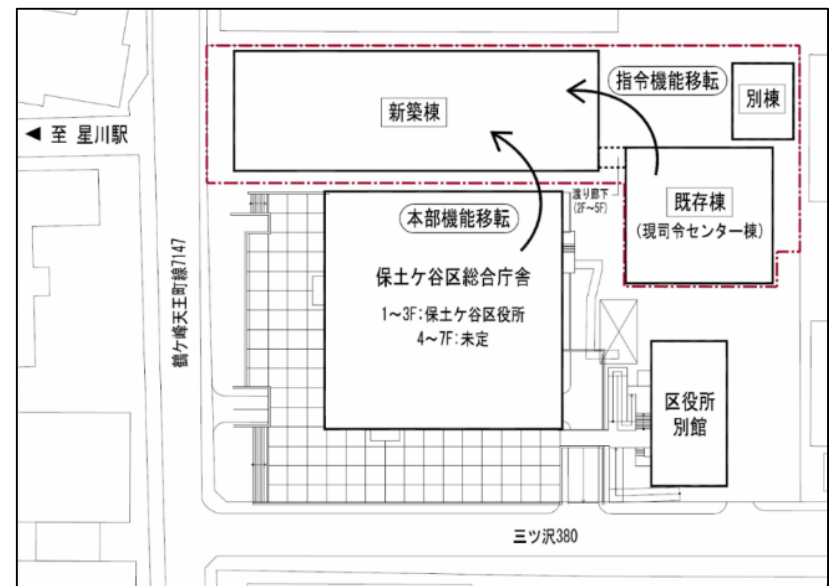 指令機能移転
別棟
新築棟
◀ 至 星川駅
渡り廊下
(2F~5F)
既存棟
(現司令センター棟)
本部機能移転
保土ケ谷区総合庁舎
1~3F:保土ケ谷区役所
4~7F:未定
鶴ケ峰天王町線7147
区役所
別館
三ツ沢380